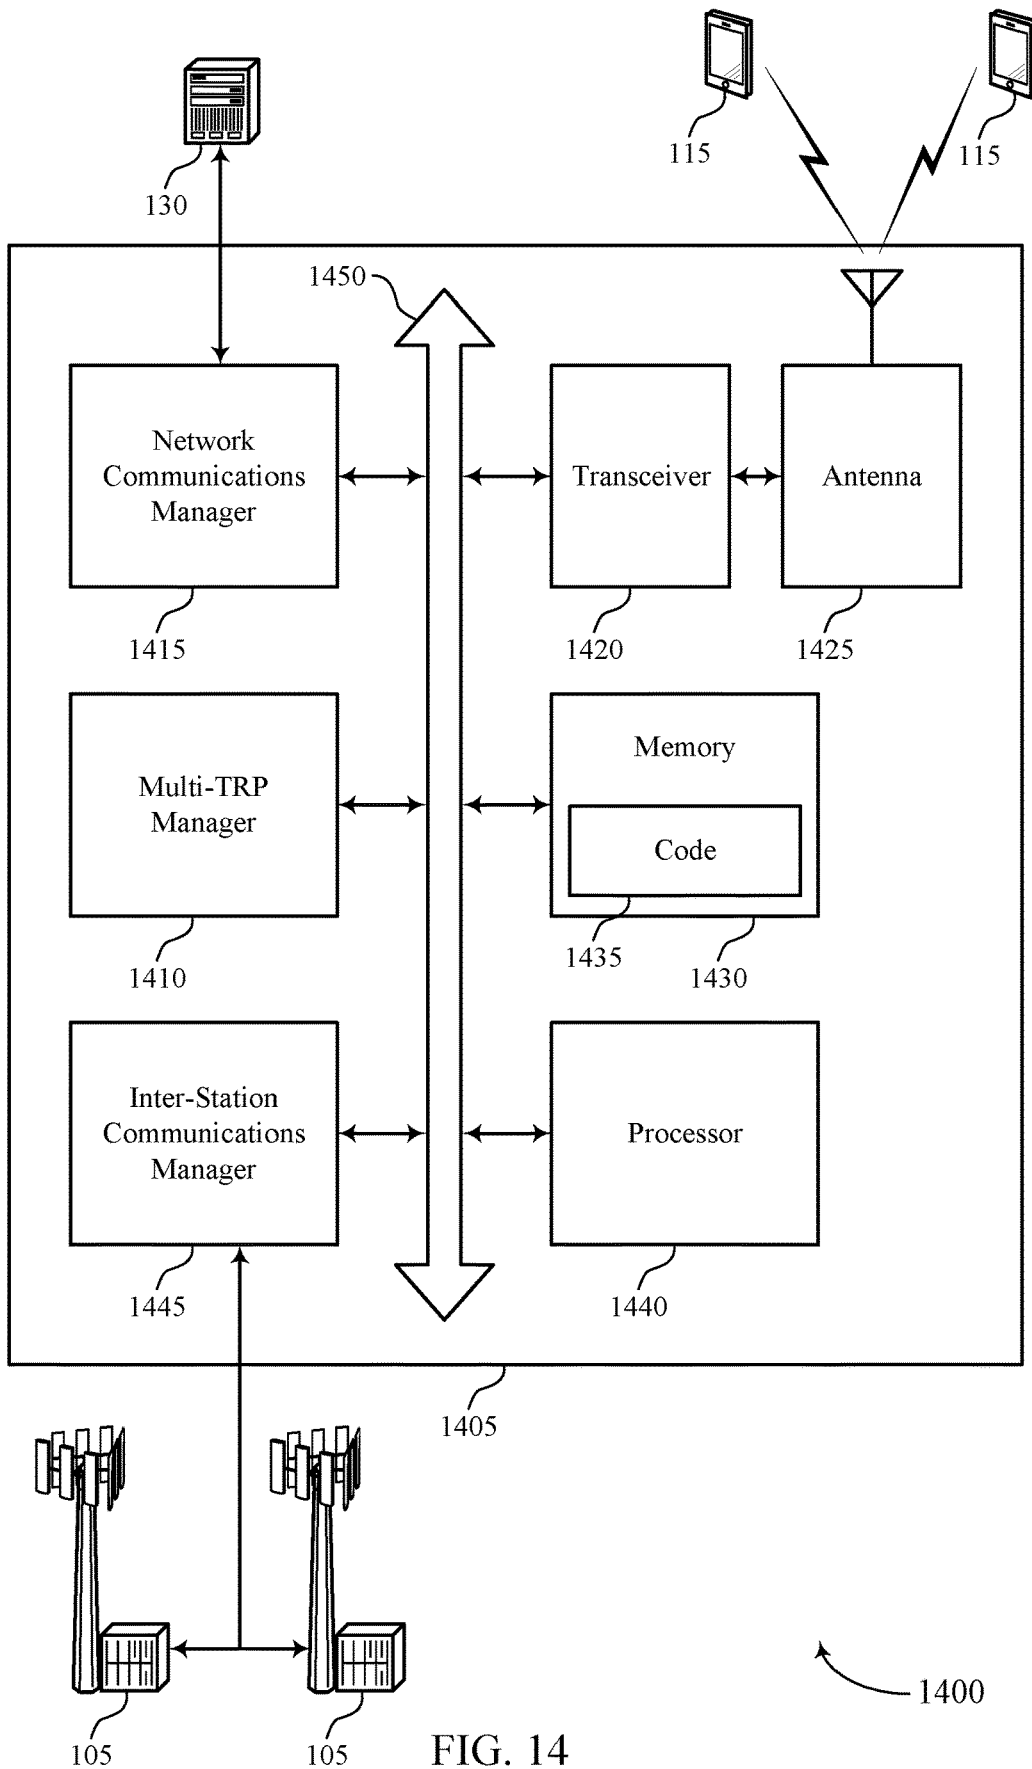 130
115
115
1450
Network
Communications
Manager
Transceiver
Antenna
1415
1420
1425
Multi-TRP
Manager
Memory
Code
1410
1435
1430
Inter-Station
Communications
Manager
Processor
1445
1440
1405
105
105
1400
FIG. 14